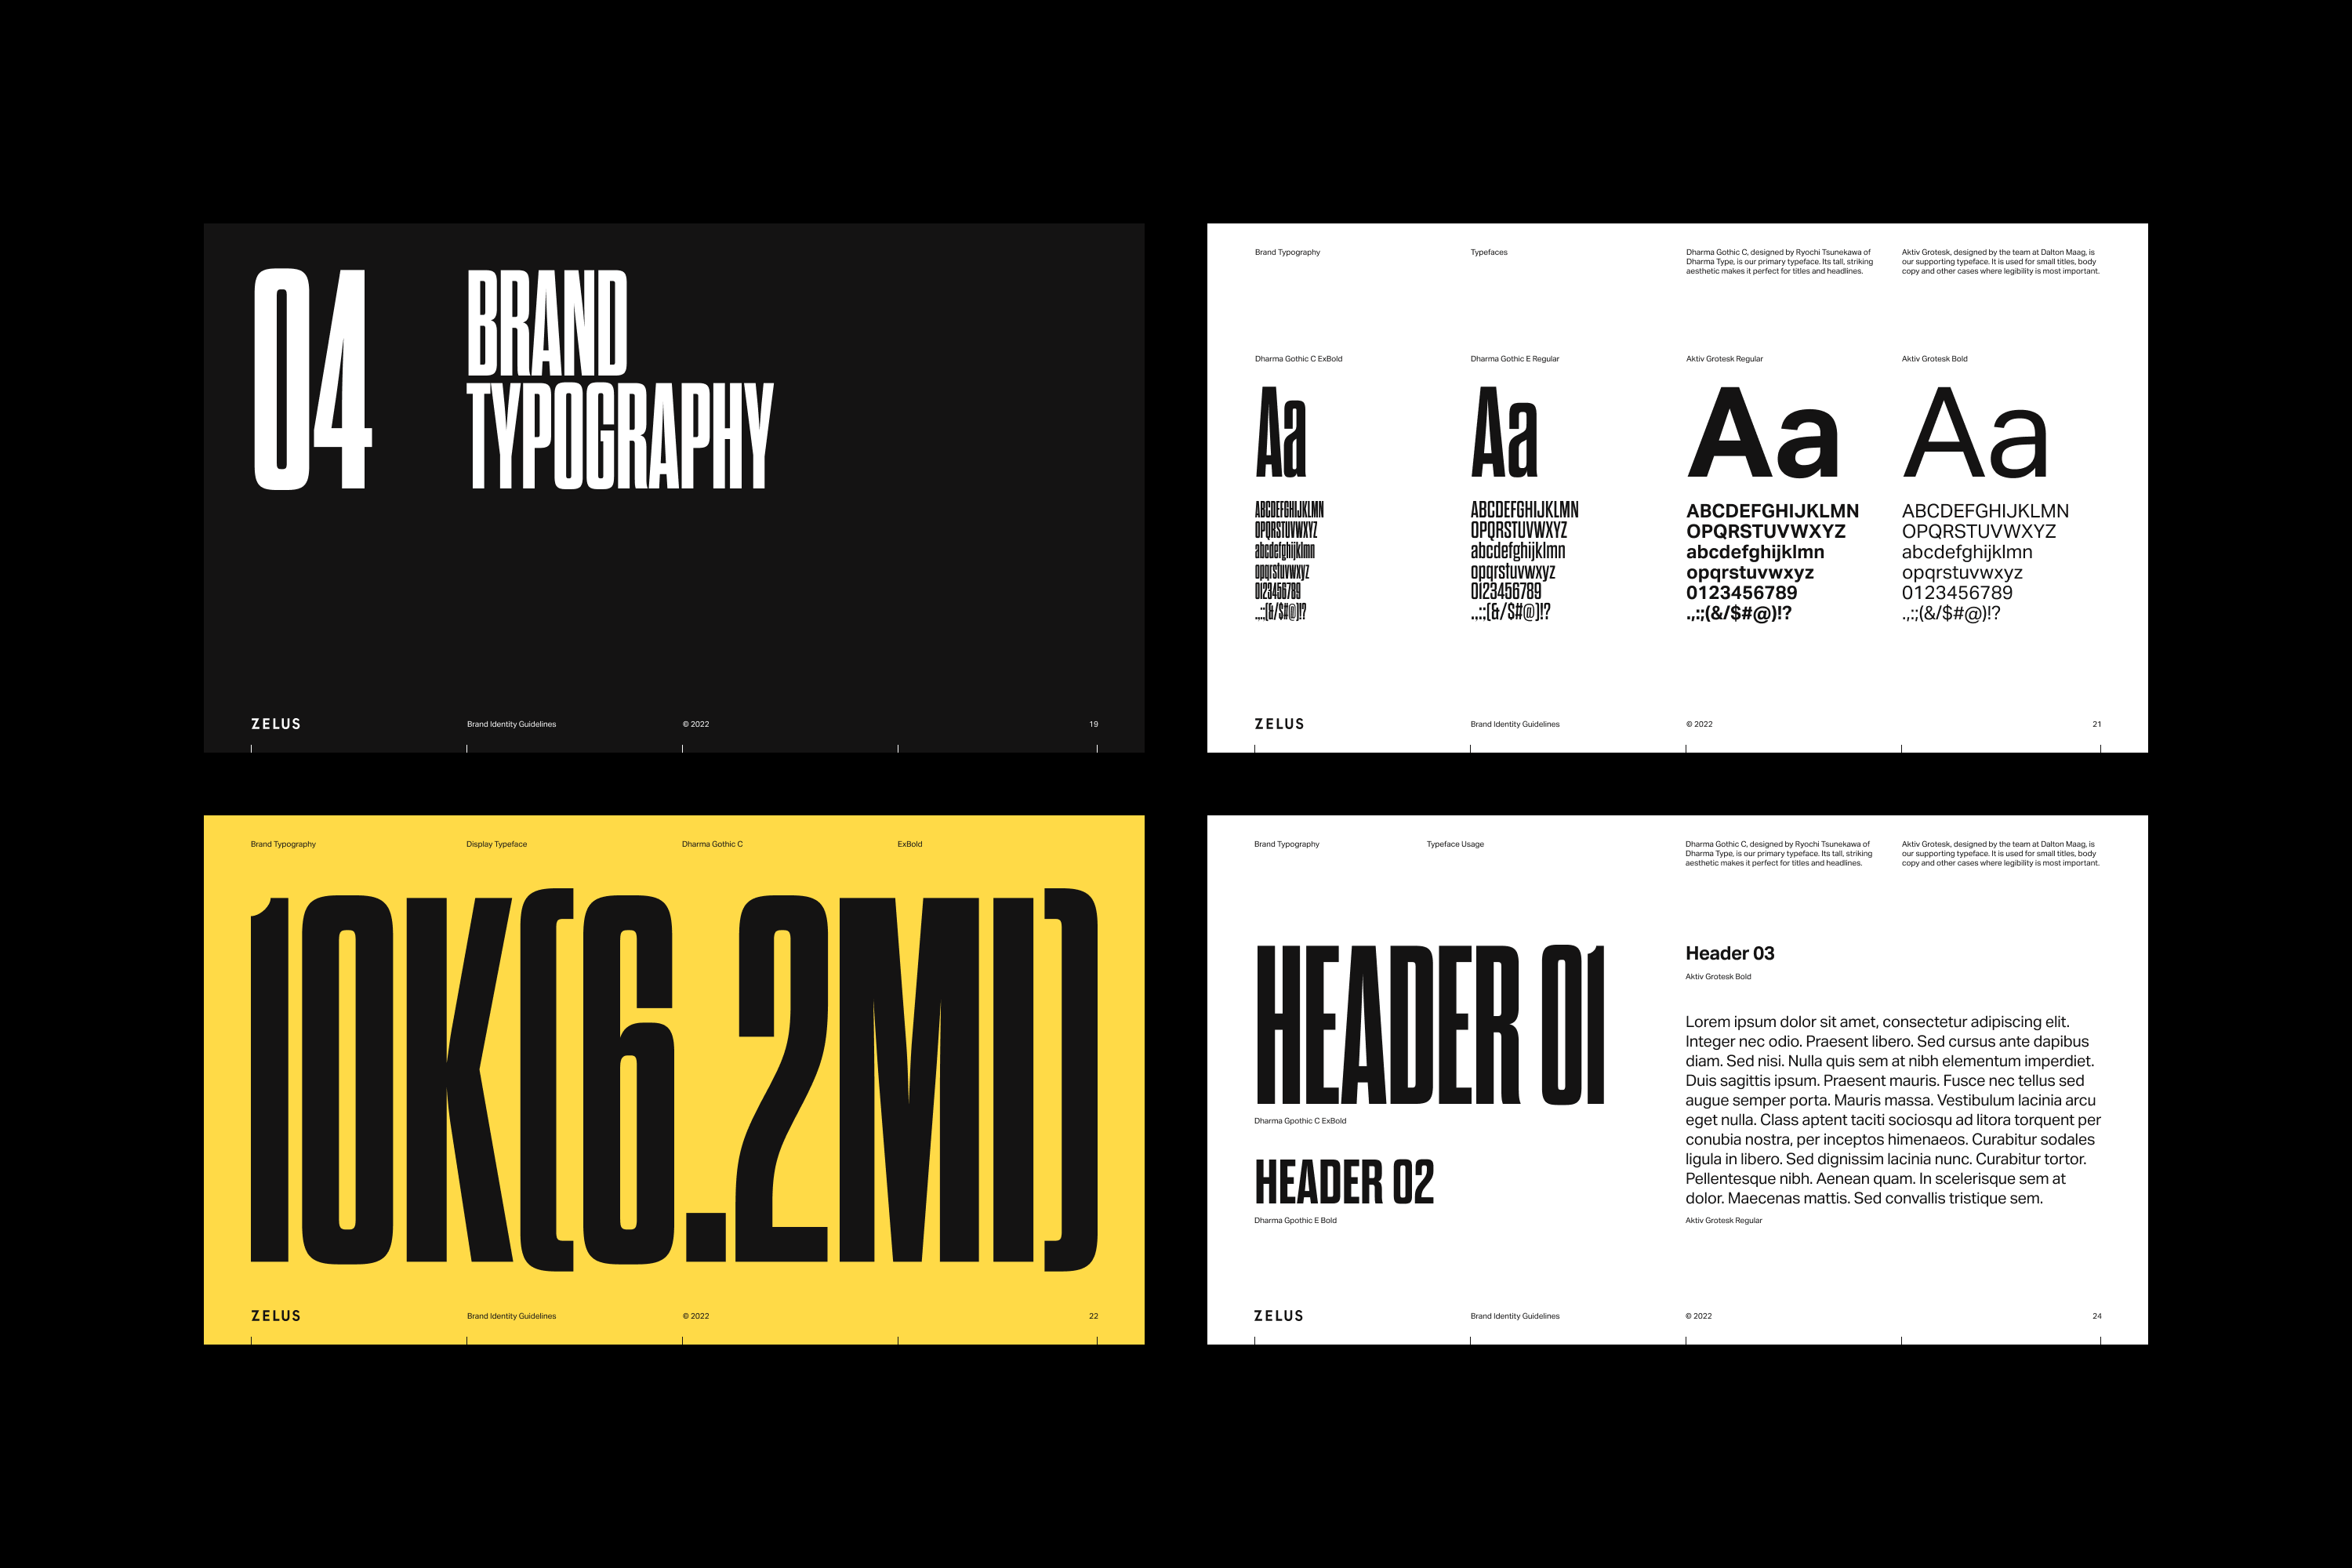 04
BRAND
TYPOGRAPHY
ZELUS
Brand Identity Guidelines
© 2022
19
Brand Typography
Typefaces
Dharma Gothic C, designed by Ryochi Tsunekawa of
Dharma Type, is our primary typeface. Its tall, striking
aesthetic makes it perfect for titles and headlines.
Aktiv Grotesk, designed by the team at Dalton Maag, is
our supporting typeface. It is used for small titles, body
copy and other cases where legibility is most important.
Dharma Gothic C ExBold
Aa
ABCDEFGHIJKLMN
OPQRSTUVWXYZ
abcdefghijklmn
opqrstuvwxyz
0123456789
.,:;(&/$#@)!?
Dharma Gothic E Regular
Aa
ABCDEFGHIJKLMN
OPQRSTUVWXYZ
abcdefghijklmn
opqrstuvwxyz
0123456789
.,:;(&/$#@)!?
Aktiv Grotesk Regular
Aa
ABCDEFGHIJKLMN
OPQRSTUVWXYZ
abcdefghijklmn
opqrstuvwxyz
0123456789
.,:;(&/$#@)!?
Aktiv Grotesk Bold
Aa
ABCDEFGHIJKLMN
OPQRSTUVWXYZ
abcdefghijklmn
opqrstuvwxyz
0123456789
.,:;(&/$#@)!?
ZELUS
Brand Identity Guidelines
© 2022
21
Brand Typography
Display Typeface
Dharma Gothic C
ExBold
10K(6.2MI)
ZELUS
Brand Identity Guidelines
© 2022
22
Brand Typography
Typeface Usage
Dharma Gothic C, designed by Ryochi Tsunekawa of
Dharma Type, is our primary typeface. Its tall, striking
aesthetic makes it perfect for titles and headlines.
Aktiv Grotesk, designed by the team at Dalton Maag, is
our supporting typeface. It is used for small titles, body
copy and other cases where legibility is most important.
HEADER 01
Dharma Gpothic C ExBold
HEADER 02
Dharma Gpothic E Bold
Header 03
Aktiv Grotesk Bold
Lorem ipsum dolor sit amet, consectetur adipiscing elit.
Integer nec odio. Praesent libero. Sed cursus ante dapibus
diam. Sed nisi. Nulla quis sem at nibh elementum imperdiet.
Duis sagittis ipsum. Praesent mauris. Fusce nec tellus sed
augue semper porta. Mauris massa. Vestibulum lacinia arcu
eget nulla. Class aptent taciti sociosqu ad litora torquent per
conubia nostra, per inceptos himenaeos. Curabitur sodales
ligula in libero. Sed dignissim lacinia nunc. Curabitur tortor.
Pellentesque nibh. Aenean quam. In scelerisque sem at
dolor. Maecenas mattis. Sed convallis tristique sem.
Aktiv Grotesk Regular
ZELUS
Brand Identity Guidelines
© 2022
24